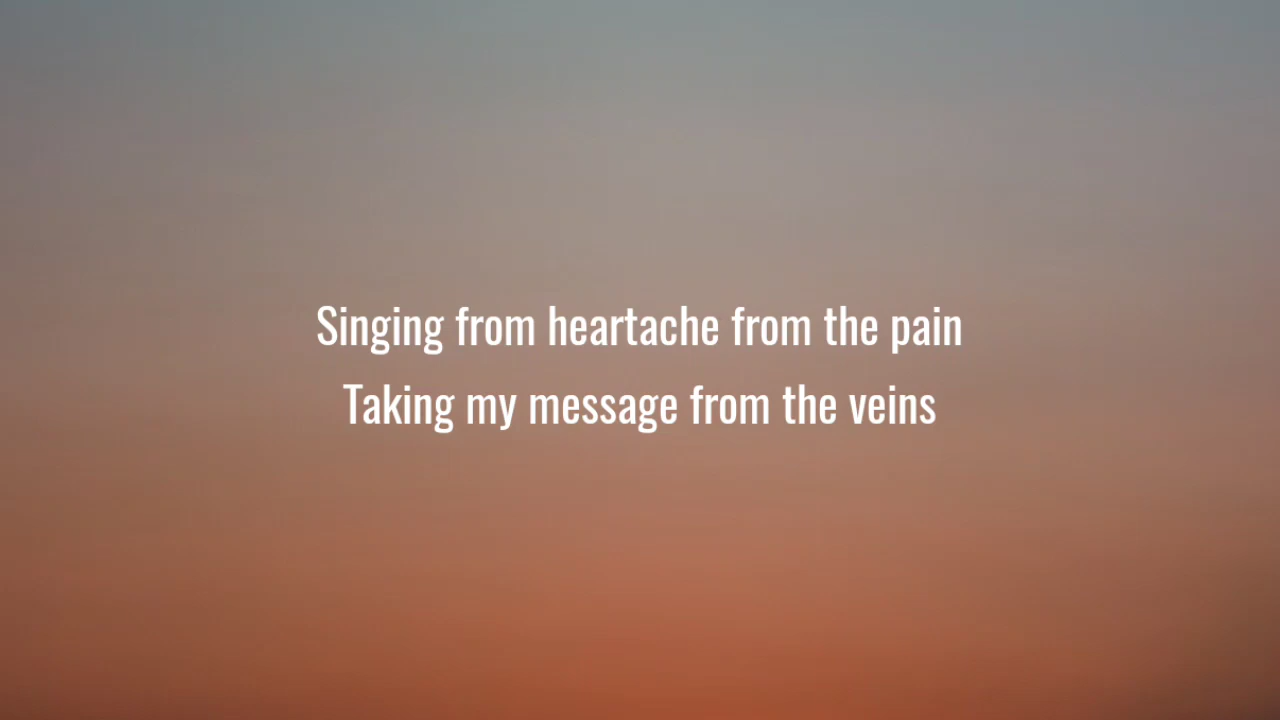 Singing from heartache from the pain
Taking my message from the veins